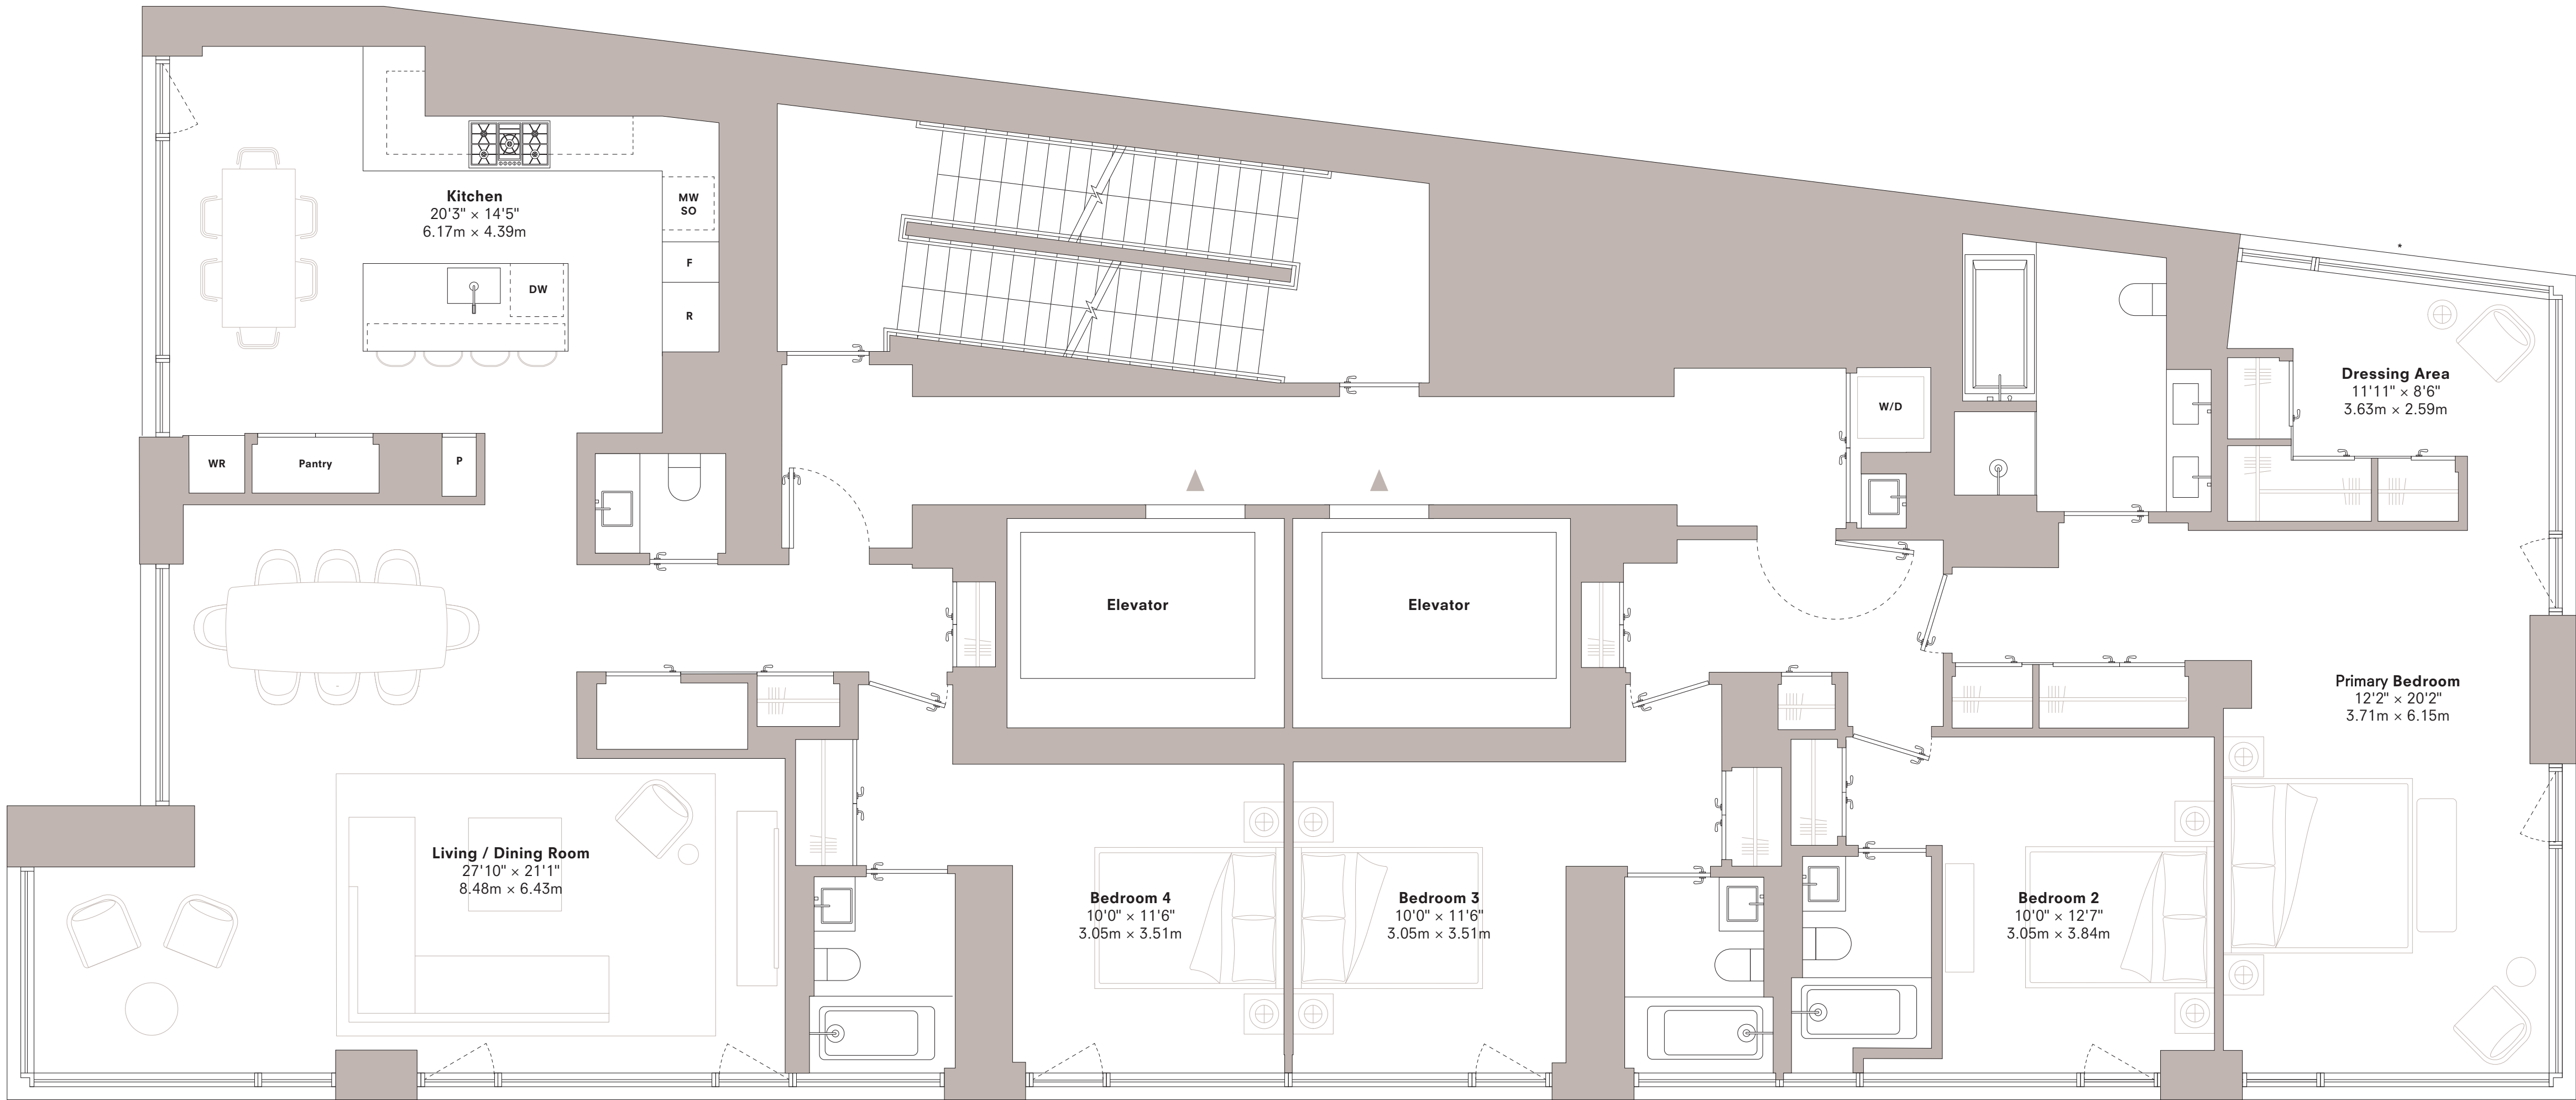 Kitchen
20'3" × 14'5"
6.17m × 4.39m
MW
SO
F
R
DW
WR
Pantry
P
*
Dressing Area
11'11" × 8'6"
3.63m × 2.59m
W/D
Elevator
Elevator
Primary Bedroom
12'2" × 20'2"
3.71m × 6.15m
Living / Dining Room
27'10" × 21'1"
8.48m × 6.43m
Bedroom 4
10'0" × 11'6"
3.05m × 3.51m
Bedroom 3
10'0" × 11'6"
3.05m × 3.51m
Bedroom 2
10'0" × 12'7"
3.05m × 3.84m